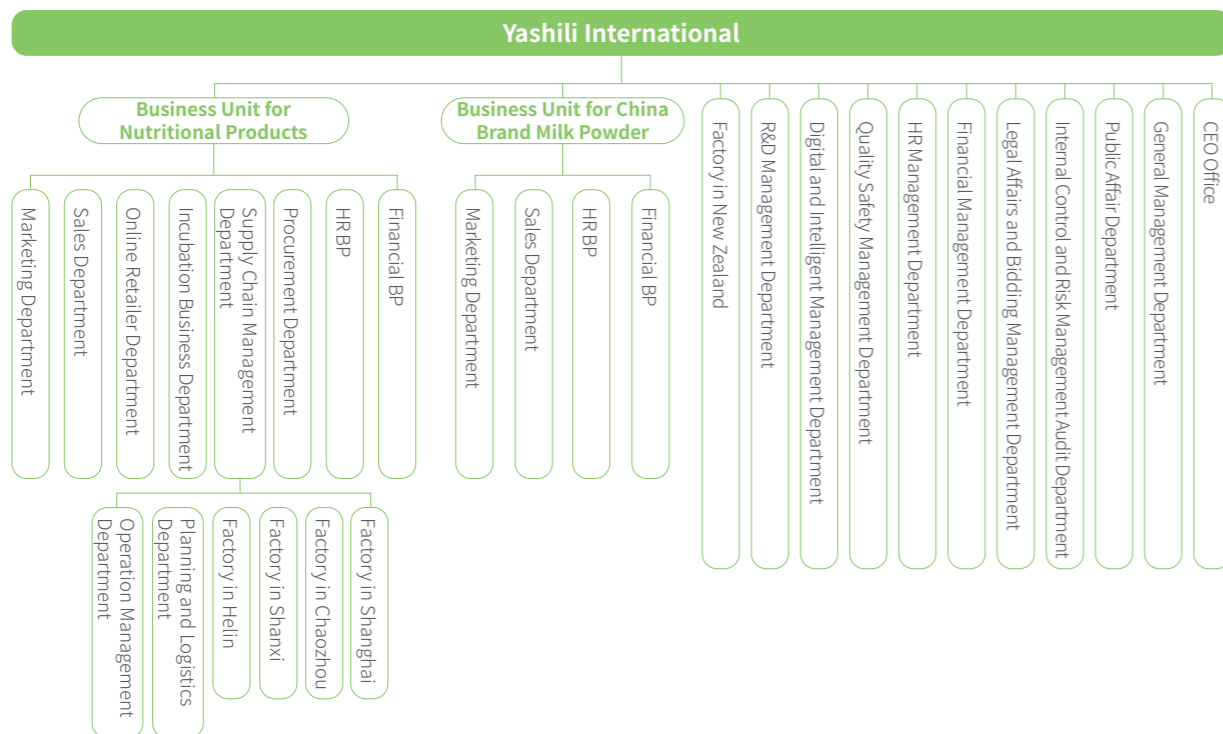 Yashili International
Business Unit for
Nutritional Products
Business Unit for China
Brand Milk Powder
Marketing Department
Sales Department
Online Retailer Department
Incubation Business Department
Supply Chain Management
Department
Procurement Department
HR BP
Financial BP
Marketing Department
Sales Department
HR BP
Financial BP
Factory in New Zealand
R&D Management Department
Digital and Intelligent Management Department
Quality Safety Management Department
HR Management Department
Financial Management Department
Legal Affairs and Bidding Management Department
Internal Control and Risk Management Audit Department
Public Affair Department
General Management Department
CEO Office
Operation Management
Department
Planning and Logistics
Department
Factory in Helin
Factory in Shanxi
Factory in Chaozhou
Factory in Shanghai